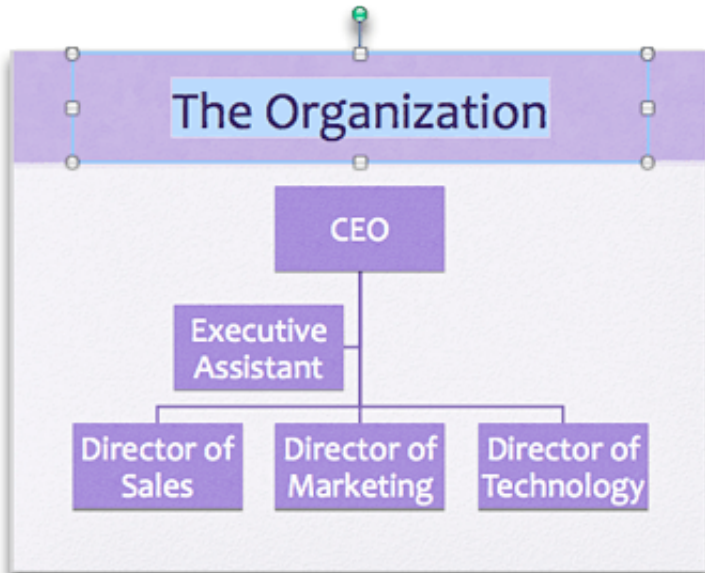 The Organization
CEO
Executive
Assistant
Director of
Sales
Director of
Marketing
Director of
Technology